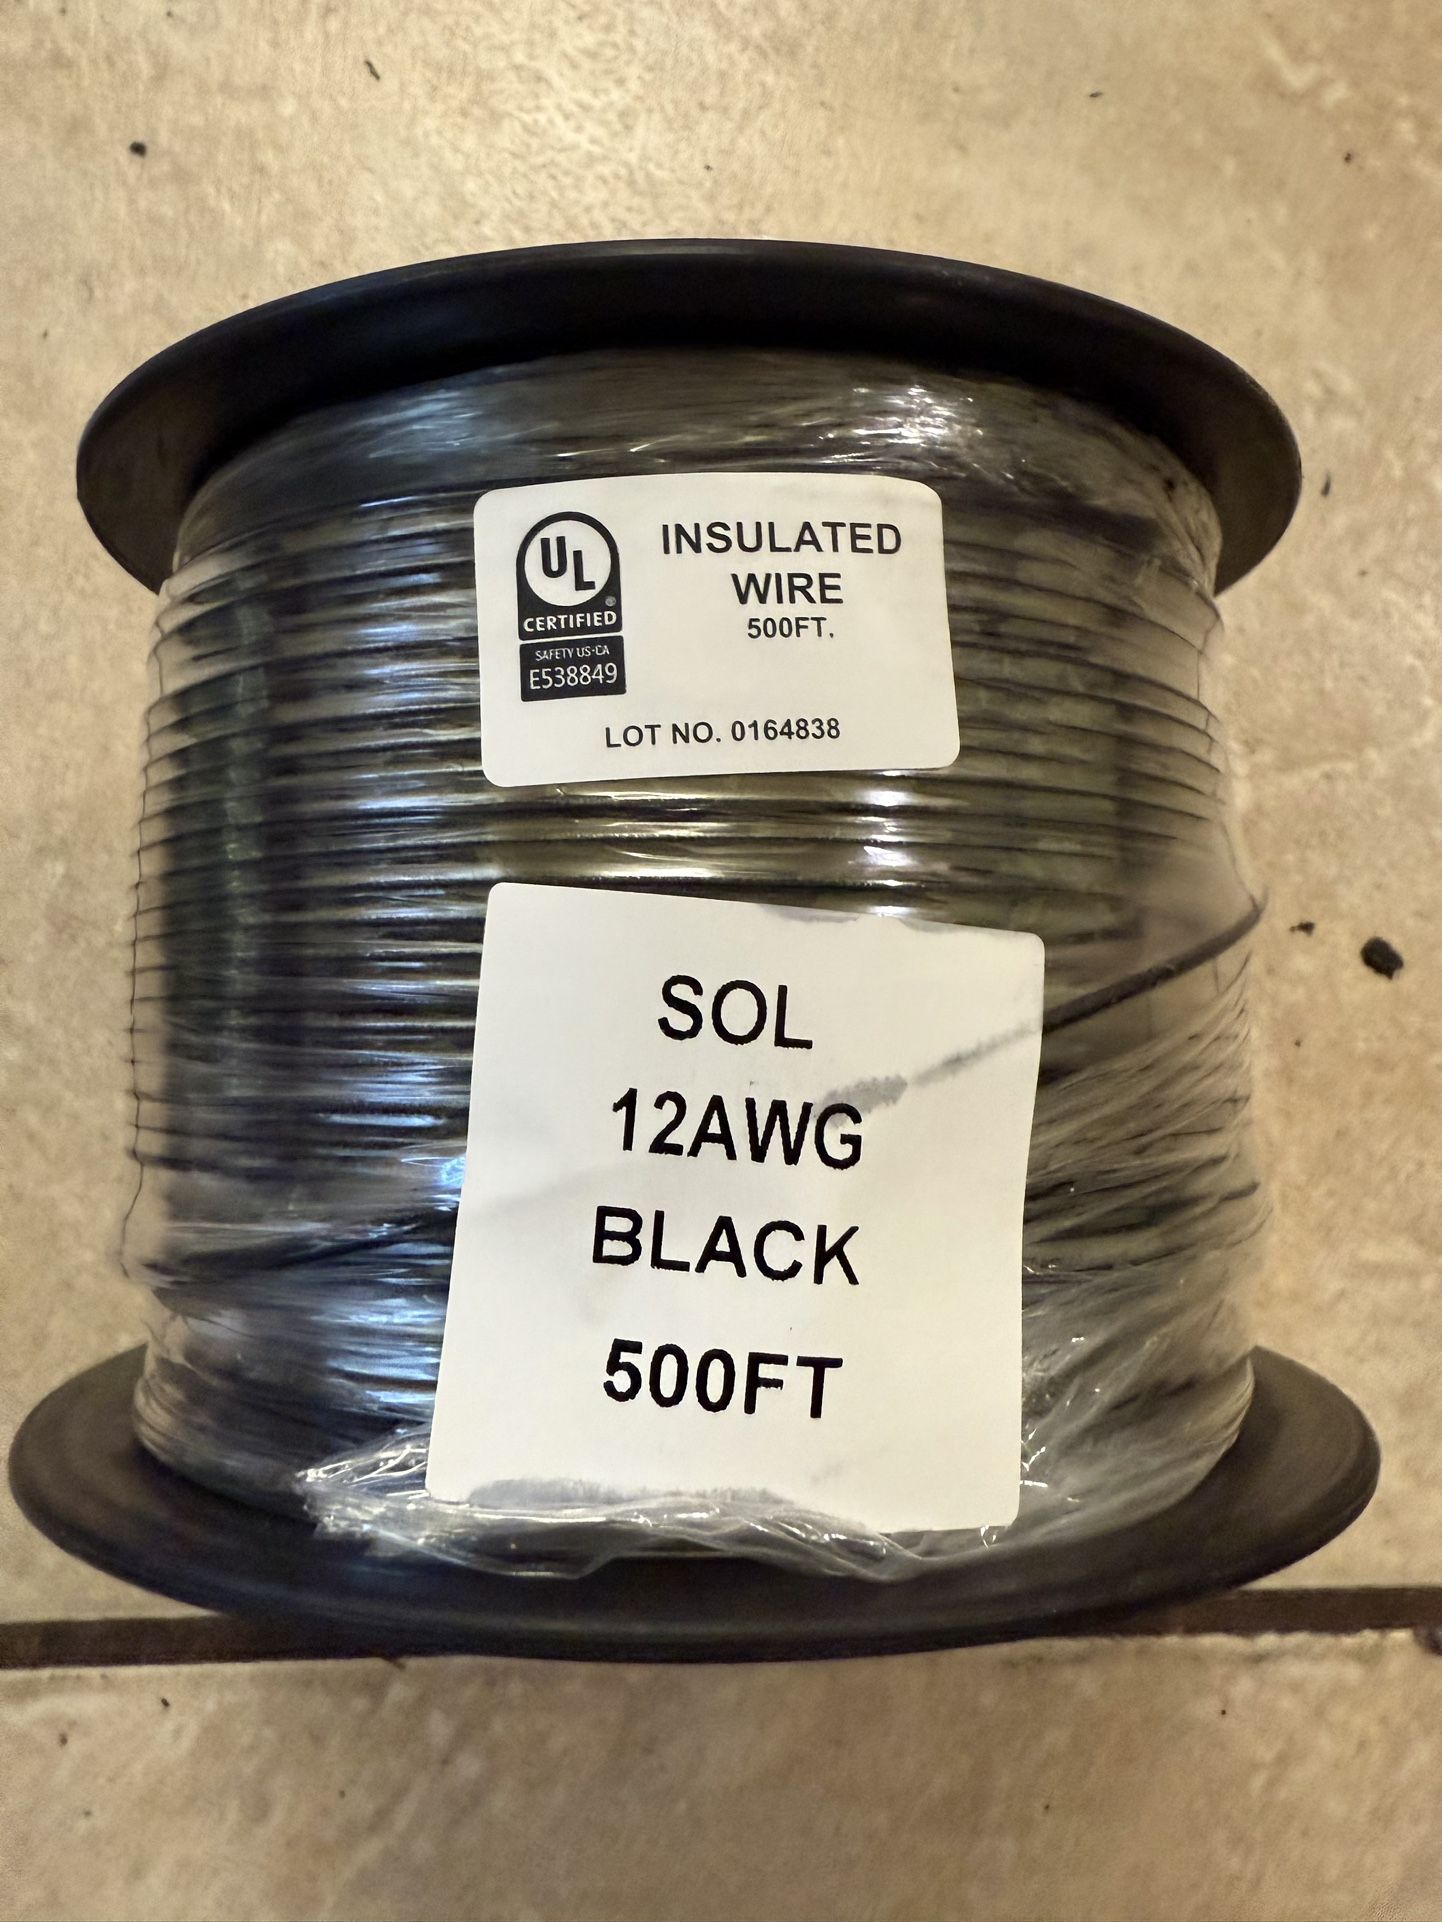 UL
®
CERTIFIED
SAFETY US-CA
E538849
INSULATED
WIRE
500FT.
LOT NO. 0164838
SOL
12AWG
BLACK
500FT